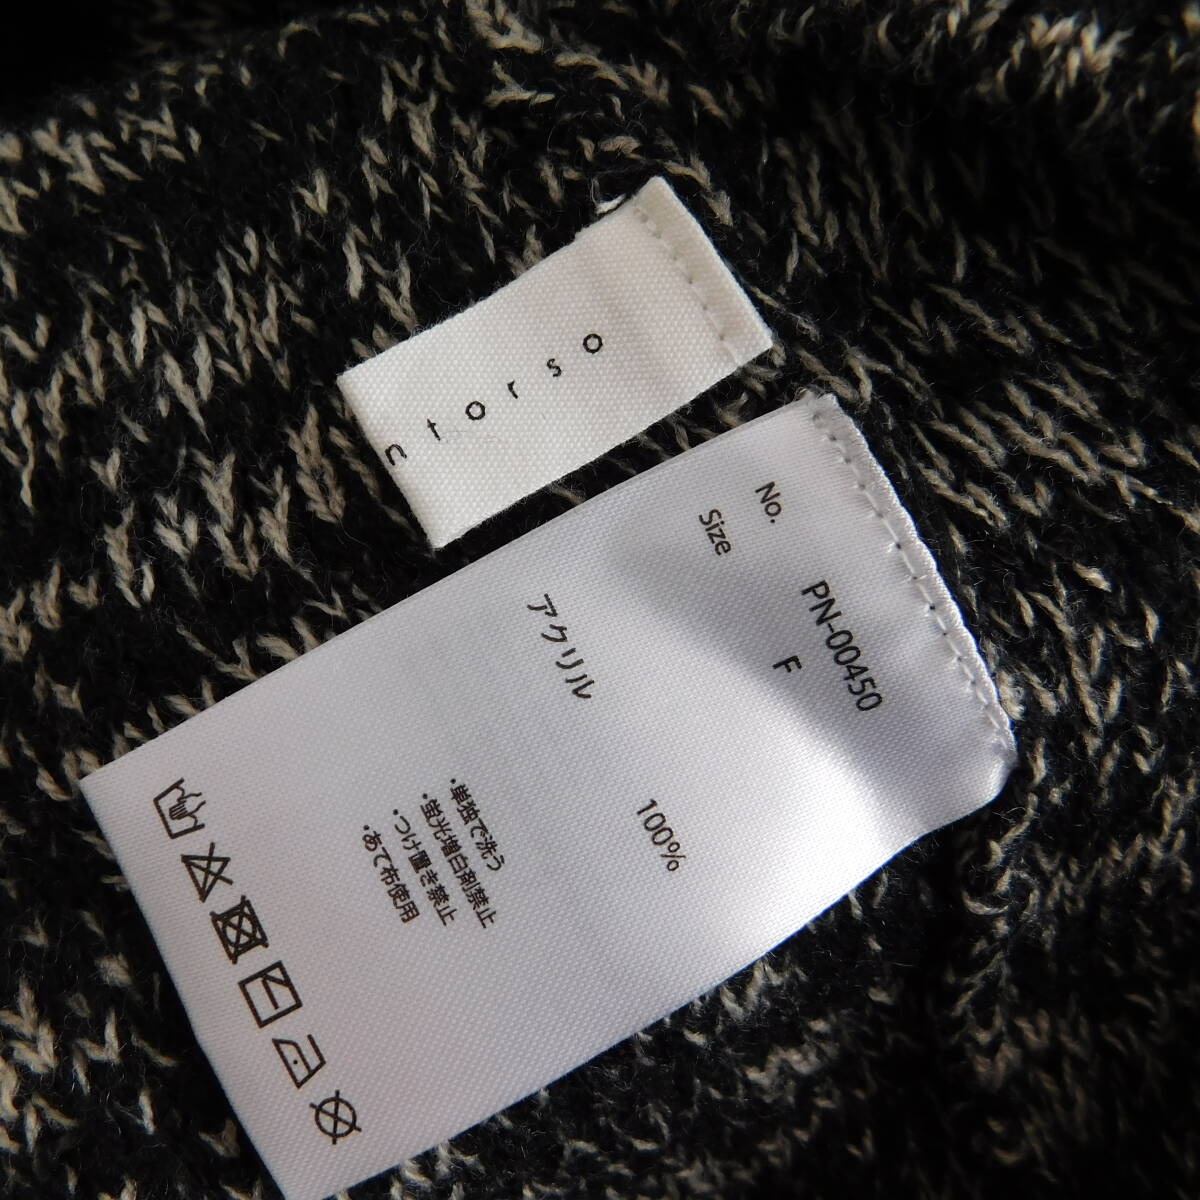 ntorso
No. PN-00450
Size F
アクリル 100%
・単独で洗う
・蛍光増白剤禁止
・つけ置き禁止
・あて布使用